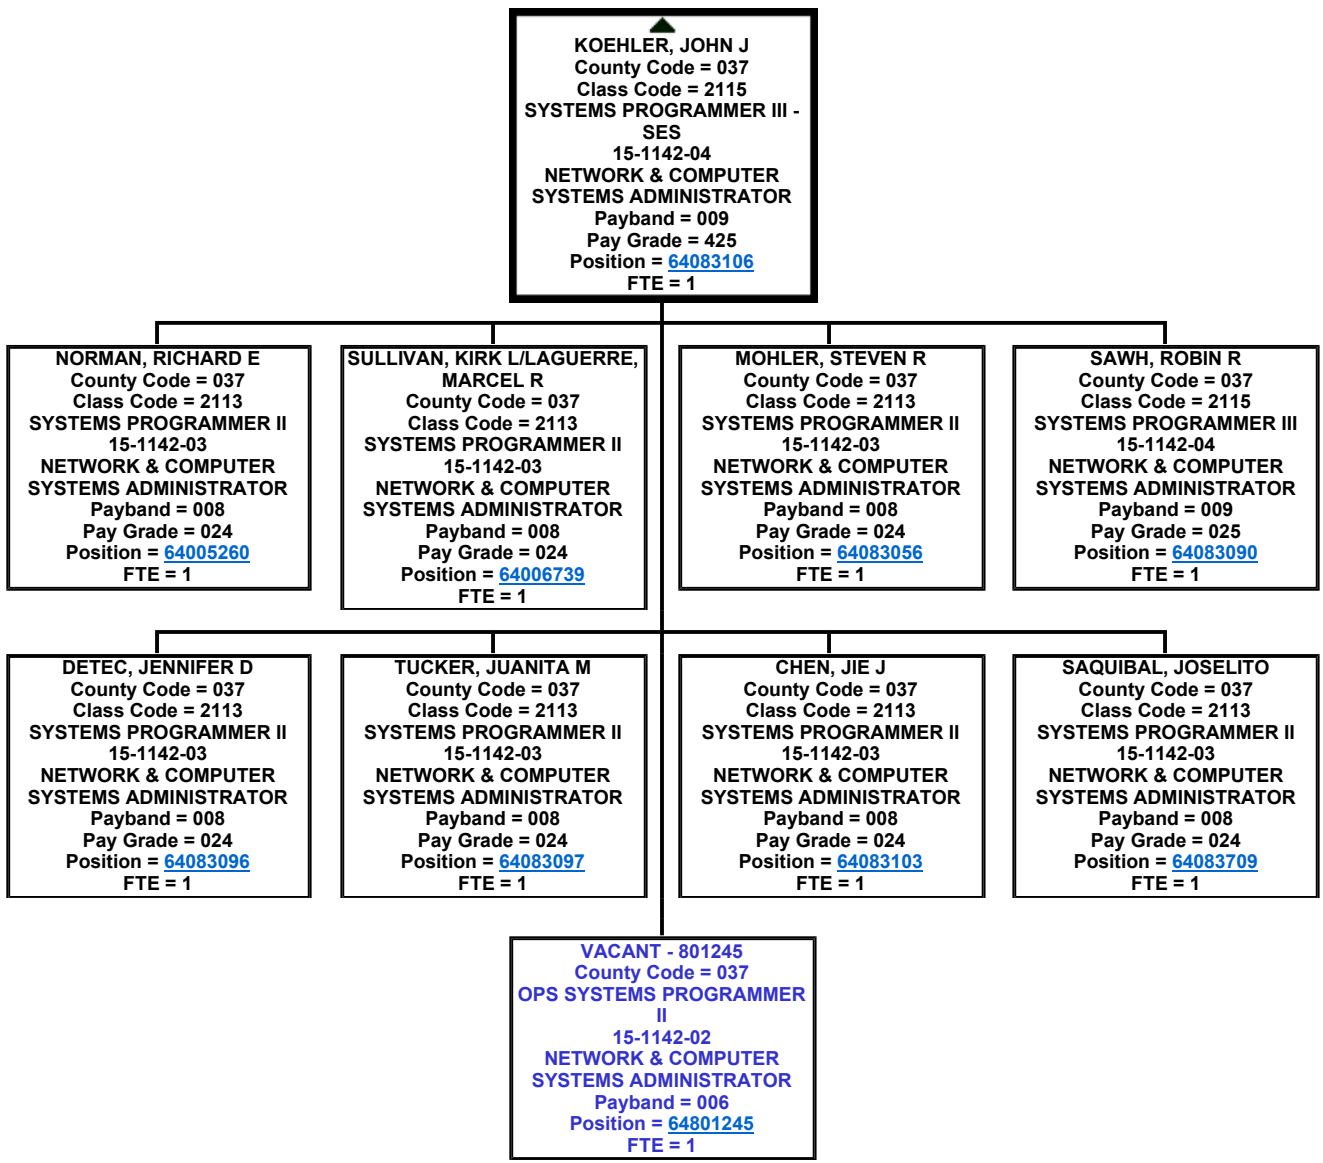 KOEHLER, JOHN J
County Code = 037
Class Code = 2115
SYSTEMS PROGRAMMER III -
SES
15-1142-04
NETWORK & COMPUTER
SYSTEMS ADMINISTRATOR
Payband = 009
Pay Grade = 425
Position = 64083106
FTE = 1
NORMAN, RICHARD E
County Code = 037
Class Code = 2113
SYSTEMS PROGRAMMER II
15-1142-03
NETWORK & COMPUTER
SYSTEMS ADMINISTRATOR
Payband = 008
Pay Grade = 024
Position = 64005260
FTE = 1
SULLIVAN, KIRK L/LAGUERRE,
MARCEL R
County Code = 037
Class Code = 2113
SYSTEMS PROGRAMMER II
15-1142-03
NETWORK & COMPUTER
SYSTEMS ADMINISTRATOR
Payband = 008
Pay Grade = 024
Position = 64006739
FTE = 1
MOHLER, STEVEN R
County Code = 037
Class Code = 2113
SYSTEMS PROGRAMMER II
15-1142-03
NETWORK & COMPUTER
SYSTEMS ADMINISTRATOR
Payband = 008
Pay Grade = 024
Position = 64083056
FTE = 1
SAWH, ROBIN R
County Code = 037
Class Code = 2115
SYSTEMS PROGRAMMER III
15-1142-04
NETWORK & COMPUTER
SYSTEMS ADMINISTRATOR
Payband = 009
Pay Grade = 025
Position = 64083090
FTE = 1
DETEC, JENNIFER D
County Code = 037
Class Code = 2113
SYSTEMS PROGRAMMER II
15-1142-03
NETWORK & COMPUTER
SYSTEMS ADMINISTRATOR
Payband = 008
Pay Grade = 024
Position = 64083096
FTE = 1
TUCKER, JUANITA M
County Code = 037
Class Code = 2113
SYSTEMS PROGRAMMER II
15-1142-03
NETWORK & COMPUTER
SYSTEMS ADMINISTRATOR
Payband = 008
Pay Grade = 024
Position = 64083097
FTE = 1
CHEN, JIE J
County Code = 037
Class Code = 2113
SYSTEMS PROGRAMMER II
15-1142-03
NETWORK & COMPUTER
SYSTEMS ADMINISTRATOR
Payband = 008
Pay Grade = 024
Position = 64083103
FTE = 1
SAQUIBAL, JOSELITO
County Code = 037
Class Code = 2113
SYSTEMS PROGRAMMER II
15-1142-03
NETWORK & COMPUTER
SYSTEMS ADMINISTRATOR
Payband = 008
Pay Grade = 024
Position = 64083709
FTE = 1
VACANT - 801245
County Code = 037
OPS SYSTEMS PROGRAMMER
II
15-1142-02
NETWORK & COMPUTER
SYSTEMS ADMINISTRATOR
Payband = 006
Position = 64801245
FTE = 1